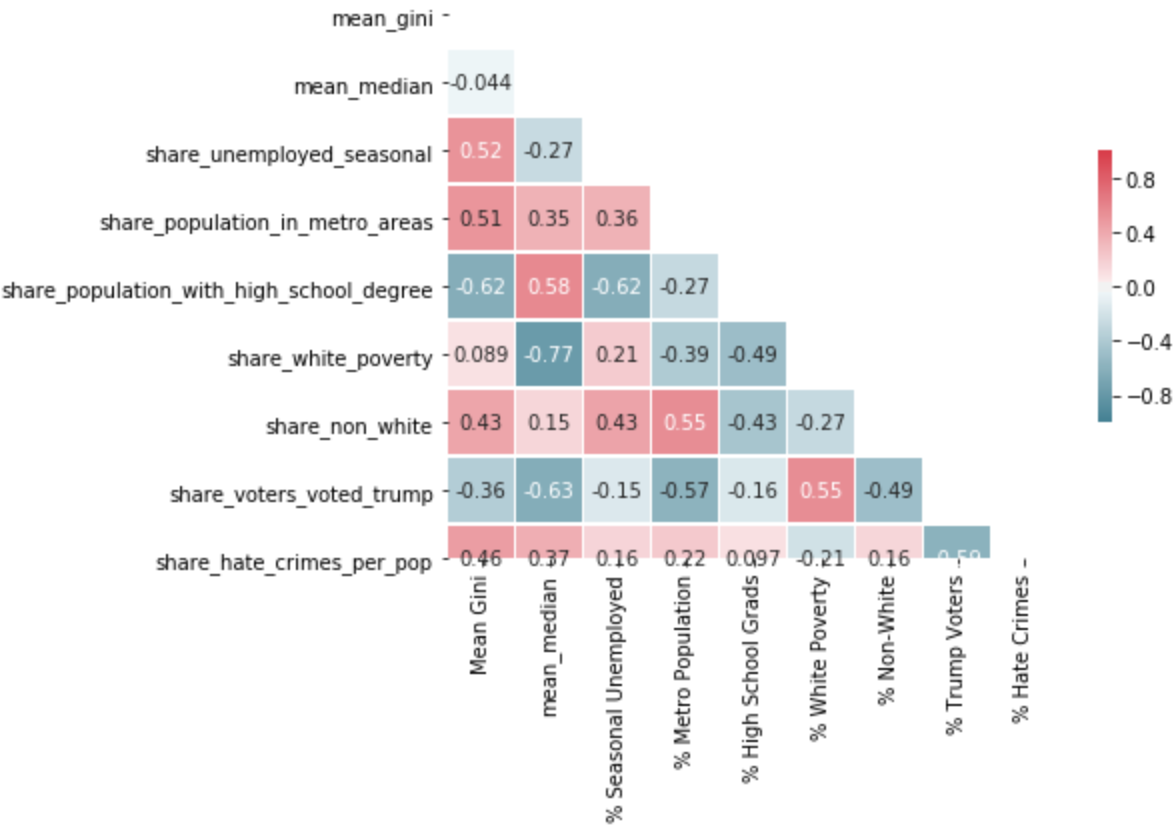 mean_gini
mean_median -0.044
share_unemployed_seasonal 0.52 -0.27
share_population_in_metro_areas 0.51 0.35 0.36
share_population_with_high_school_degree -0.62 0.58 -0.62 -0.27
share_white_poverty 0.089 -0.77 0.21 -0.39 -0.49
share_non_white 0.43 0.15 0.43 0.55 -0.43 -0.27
share_voters_voted_trump -0.36 -0.63 -0.15 -0.57 -0.16 0.55 -0.49
share_hate_crimes_per_pop 0.46 0.37 0.16 0.22 0.097 -0.21 0.16 -0.59
Mean Gini
mean_median
% Seasonal Unemployed
% Metro Population
% High School Grads
% White Poverty
% Non-White
% Trump Voters
% Hate Crimes
0.8
0.4
0.0
−0.4
−0.8